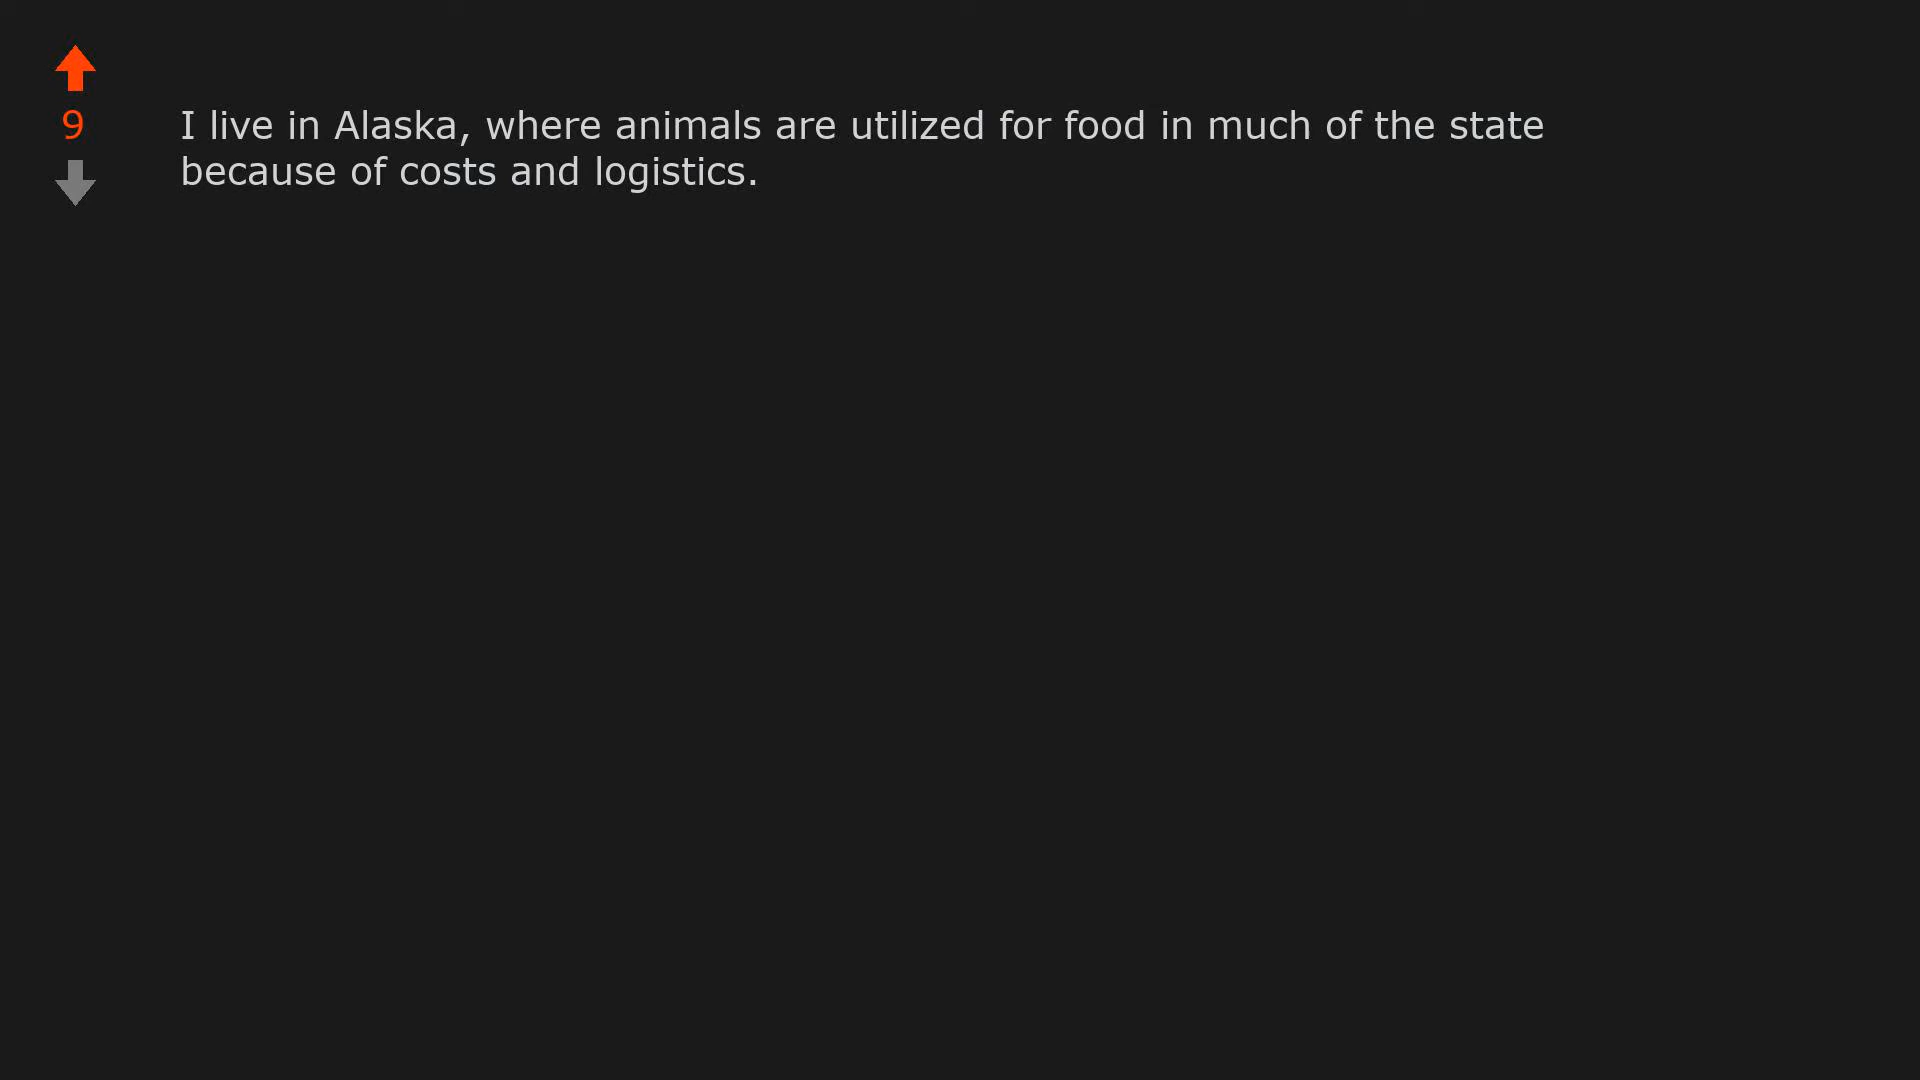 9
I live in Alaska, where animals are utilized for food in much of the state
because of costs and logistics.